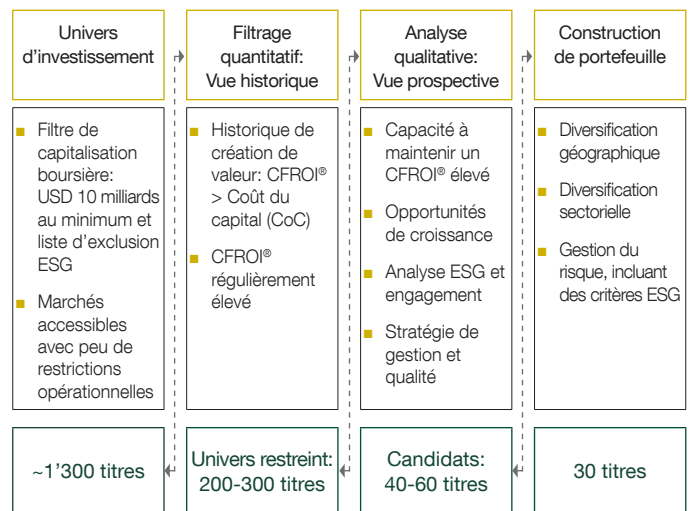 Univers
d'investissement
Filtre de
capitalisation
boursière:
USD 10 milliards
au minimum et
liste d'exclusion
ESG
Marchés
accessibles
avec peu de
restrictions
opérationnelles
~1'300 titres
Filtrage
quantitatif:
Vue historique
Historique de
création de
valeur: CFROI®
> Coût du
capital (CoC)
CFROI®
régulièrement
élevé
Univers restreint:
200-300 titres
Analyse
qualitative:
Vue prospective
Capacité à
maintenir un
CFROI® élevé
Opportunités
de croissance
Analyse ESG et
engagement
Stratégie de
gestion et
qualité
Candidats:
40-60 titres
Construction
de portefeuille
Diversification
géographique
Diversification
sectorielle
Gestion du
risque, incluant
des critères ESG
30 titres